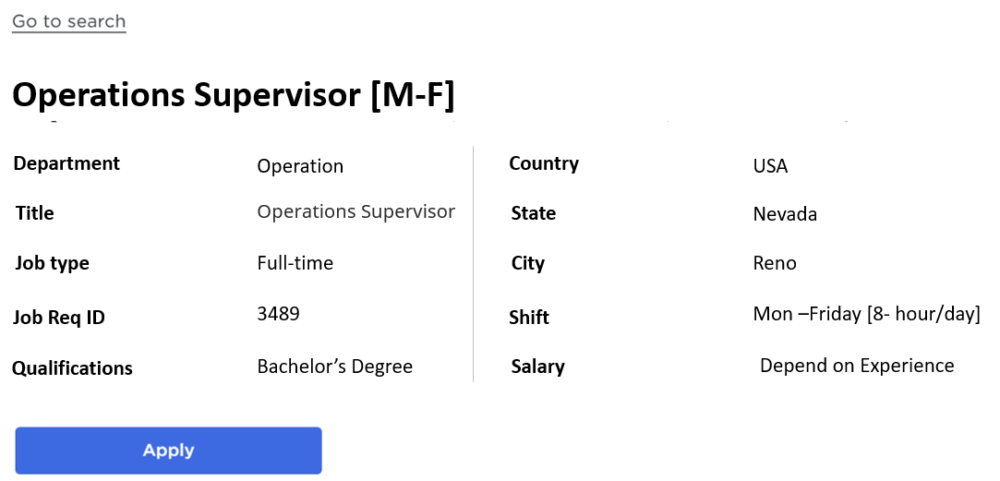 Go to search
Operations Supervisor [M-F]
Department Operation
Title Operations Supervisor
Job type Full-time
Job Req ID 3489
Qualifications Bachelor’s Degree
Country USA
State Nevada
City Reno
Shift Mon –Friday [8- hour/day]
Salary Depend on Experience
Apply